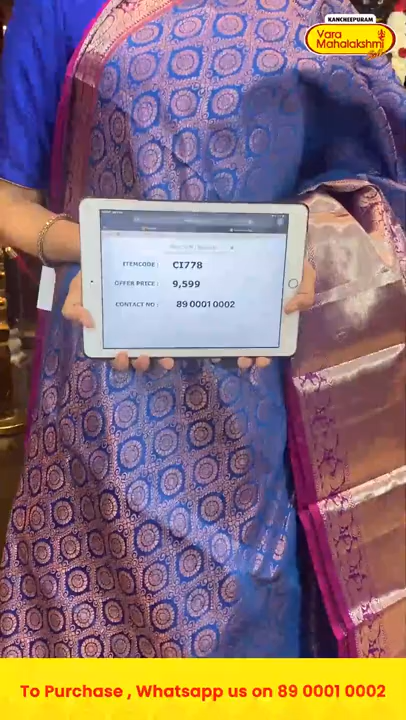 KANCHEEPURAM
Vara
Mahalakshmi
ITEMCODE : CI778
OFFER PRICE : 9,599
CONTACT NO : 89 0001 0002
To Purchase , Whatsapp us on 89 0001 0002